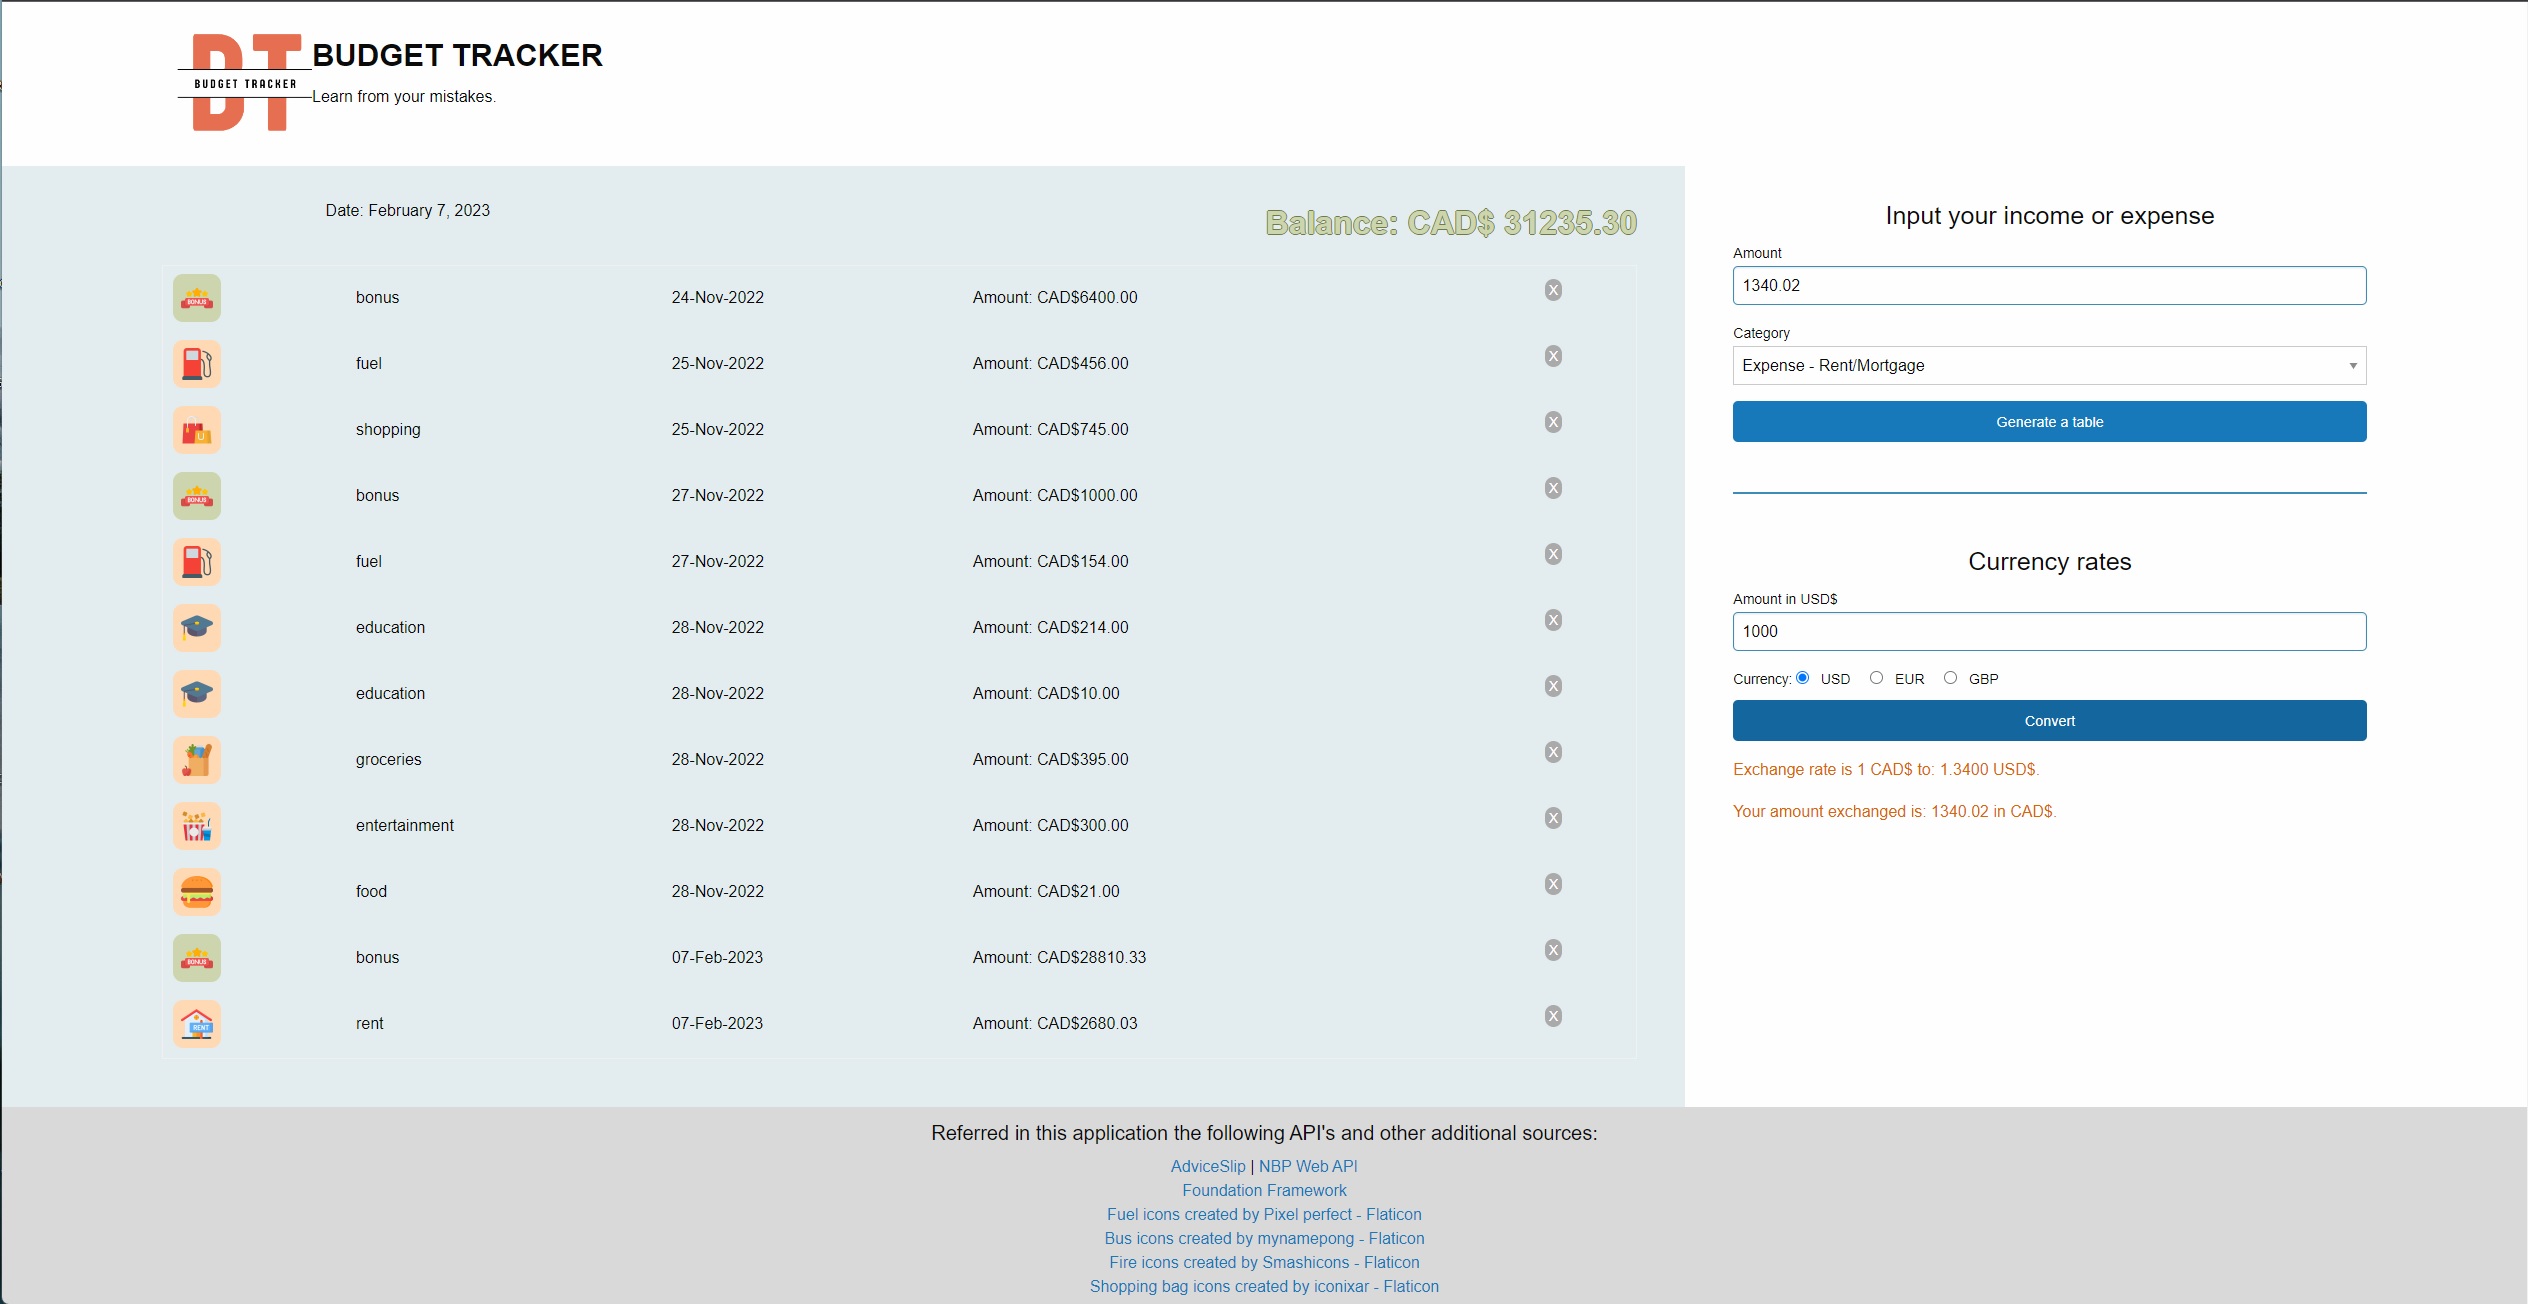 BUDGET TRACKER
BUDGET TRACKER
Learn from your mistakes.
Date: February 7, 2023
Balance: CAD$ 31235.30
BONUS bonus 24-Nov-2022 Amount: CAD$6400.00 X
fuel 25-Nov-2022 Amount: CAD$456.00 X
shopping 25-Nov-2022 Amount: CAD$745.00 X
BONUS bonus 27-Nov-2022 Amount: CAD$1000.00 X
fuel 27-Nov-2022 Amount: CAD$154.00 X
education 28-Nov-2022 Amount: CAD$214.00 X
education 28-Nov-2022 Amount: CAD$10.00 X
groceries 28-Nov-2022 Amount: CAD$395.00 X
entertainment 28-Nov-2022 Amount: CAD$300.00 X
food 28-Nov-2022 Amount: CAD$21.00 X
BONUS bonus 07-Feb-2023 Amount: CAD$28810.33 X
RENT rent 07-Feb-2023 Amount: CAD$2680.03 X
Input your income or expense
Amount
1340.02
Category
Expense - Rent/Mortgage
Generate a table
Currency rates
Amount in USD$
1000
Currency: USD EUR GBP
Convert
Exchange rate is 1 CAD$ to: 1.3400 USD$.
Your amount exchanged is: 1340.02 in CAD$.
Referred in this application the following API's and other additional sources:
AdviceSlip | NBP Web API
Foundation Framework
Fuel icons created by Pixel perfect - Flaticon
Bus icons created by mynamepong - Flaticon
Fire icons created by Smashicons - Flaticon
Shopping bag icons created by iconixar - Flaticon